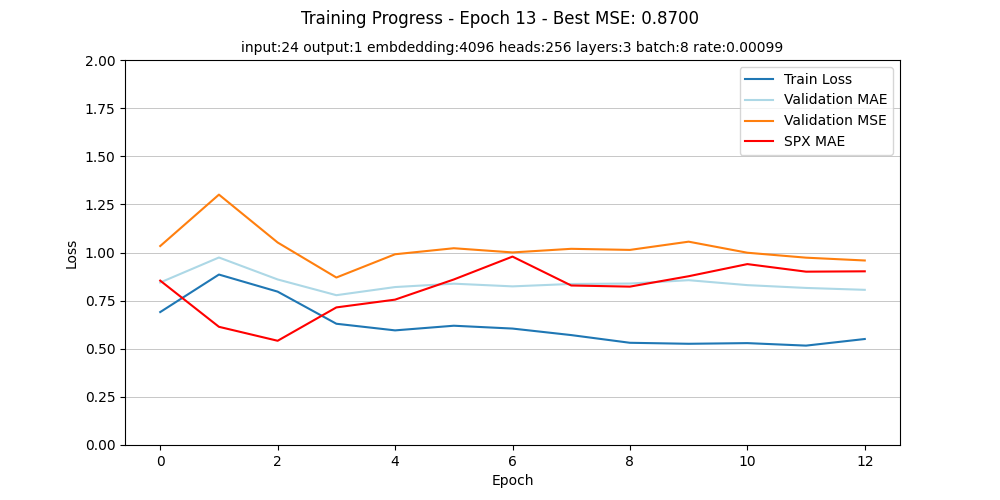 Training Progress - Epoch 13 - Best MSE: 0.8700
input:24 output:1 embdedding:4096 heads:256 layers:3 batch:8 rate:0.00099
2.00
1.75
1.50
1.25
1.00
0.75
0.50
0.25
0.00
Loss
Train Loss
Validation MAE
Validation MSE
SPX MAE
0 2 4 6 8 10 12
Epoch